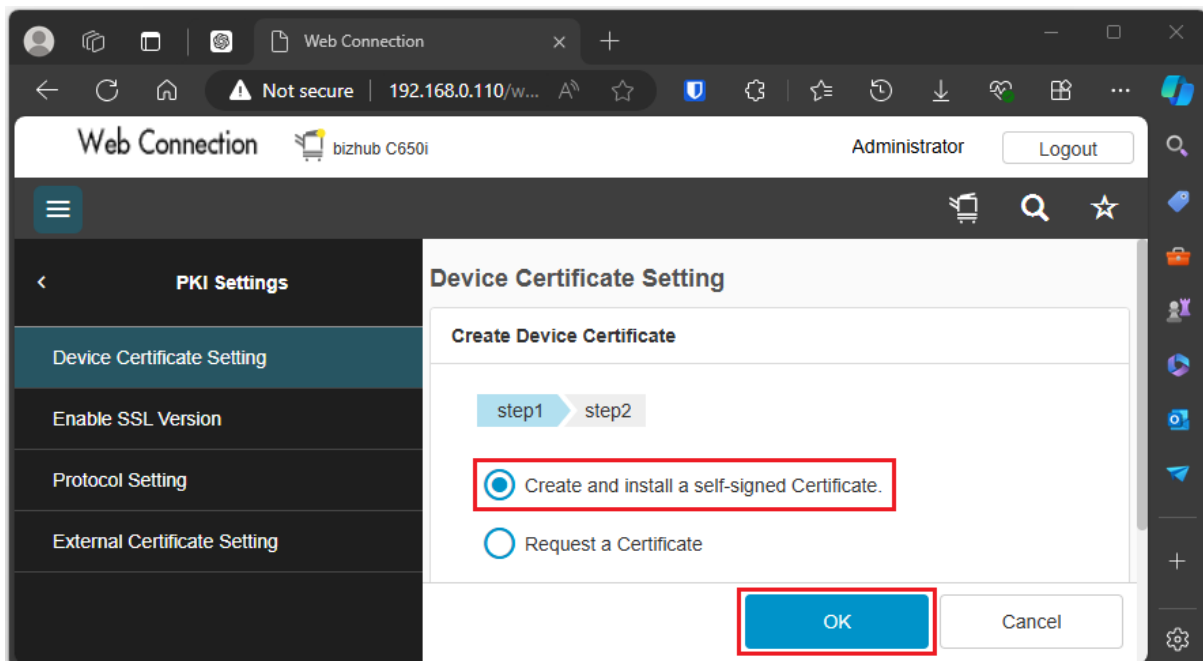 Web Connection
Not secure | 192.168.0.110/w...
Web Connection bizhub C650i Administrator Logout
PKI Settings
Device Certificate Setting
Enable SSL Version
Protocol Setting
External Certificate Setting
Device Certificate Setting
Create Device Certificate
step1 step2
Create and install a self-signed Certificate.
Request a Certificate
OK Cancel